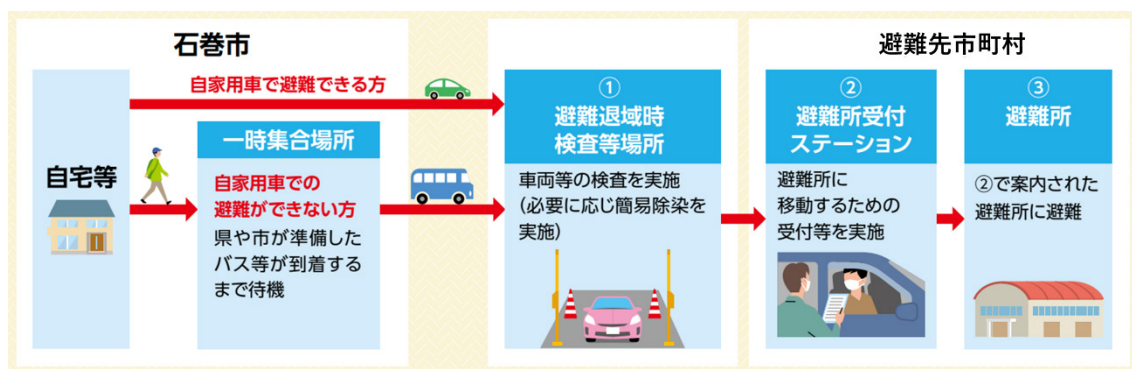 石巻市
自宅等
自家用車で避難できる方
一時集合場所
自家用車での
避難ができない方
県や市が準備した
バス等が到着する
まで待機
①
避難退域時
検査等場所
車両等の検査を実施
（必要に応じ簡易除染を
実施）
避難先市町村
②
避難所受付
ステーション
避難所に
移動するための
受付等を実施
③
避難所
②で案内された
避難所に避難